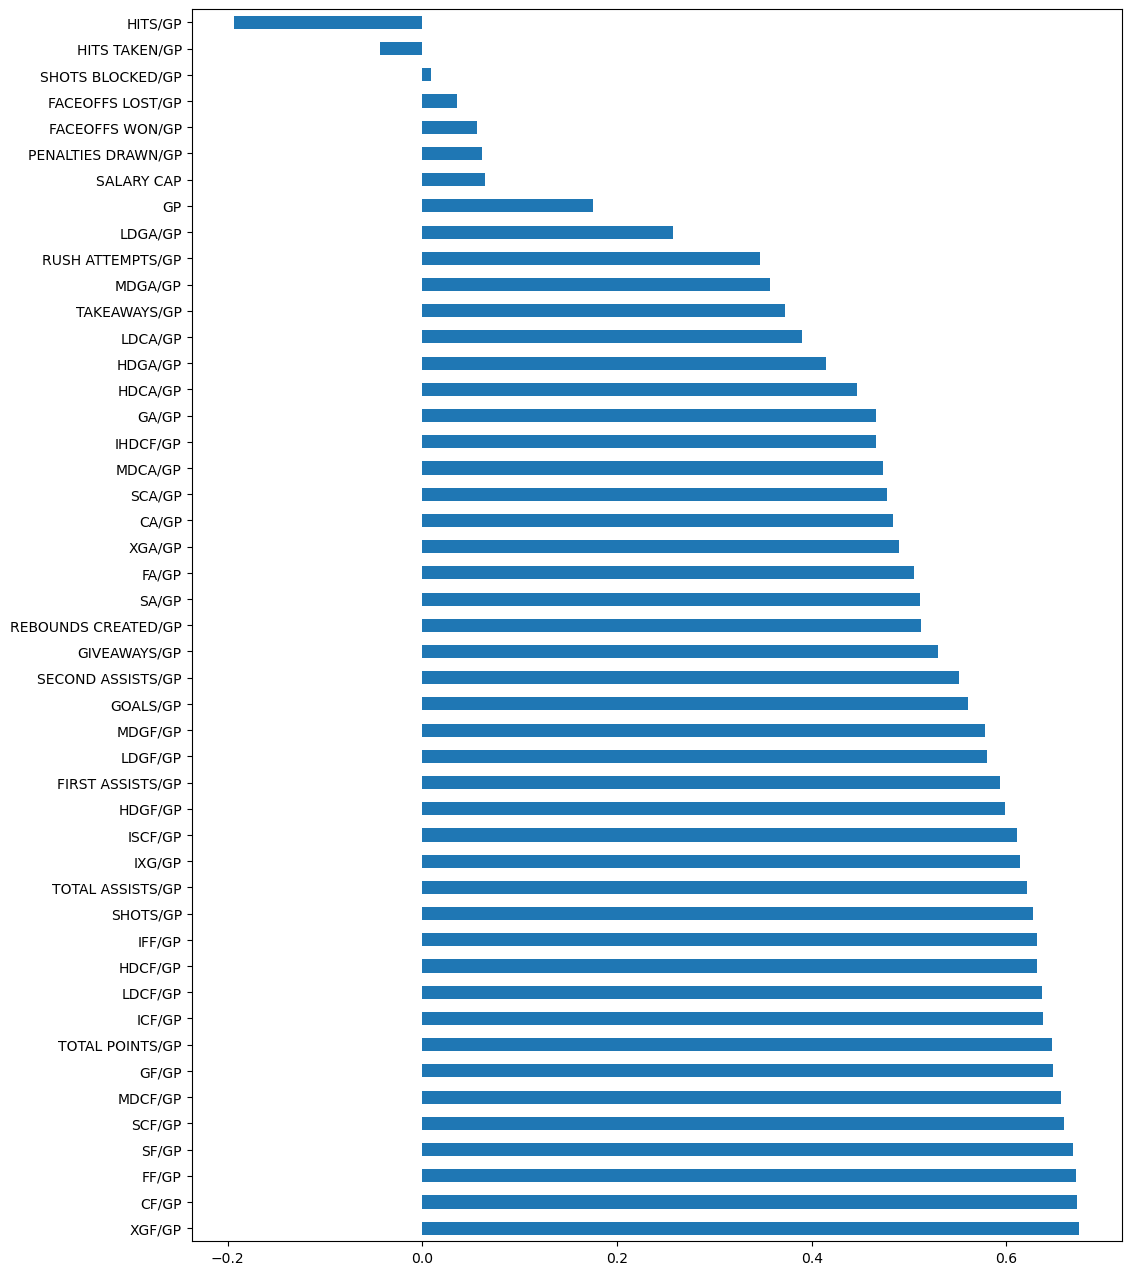 HITS/GP
HITS TAKEN/GP
SHOTS BLOCKED/GP
FACEOFFS LOST/GP
FACEOFFS WON/GP
PENALTIES DRAWN/GP
SALARY CAP
GP
LDGA/GP
RUSH ATTEMPTS/GP
MDGA/GP
TAKEAWAYS/GP
LDCA/GP
HDGA/GP
HDCA/GP
GA/GP
IHDCF/GP
MDCA/GP
SCA/GP
CA/GP
XGA/GP
FA/GP
SA/GP
REBOUNDS CREATED/GP
GIVEAWAYS/GP
SECOND ASSISTS/GP
GOALS/GP
MDGF/GP
LDGF/GP
FIRST ASSISTS/GP
HDGF/GP
ISCF/GP
IXG/GP
TOTAL ASSISTS/GP
SHOTS/GP
IFF/GP
HDCF/GP
LDCF/GP
ICF/GP
TOTAL POINTS/GP
GF/GP
MDCF/GP
SCF/GP
SF/GP
FF/GP
CF/GP
XGF/GP
−0.2 0.0 0.2 0.4 0.6